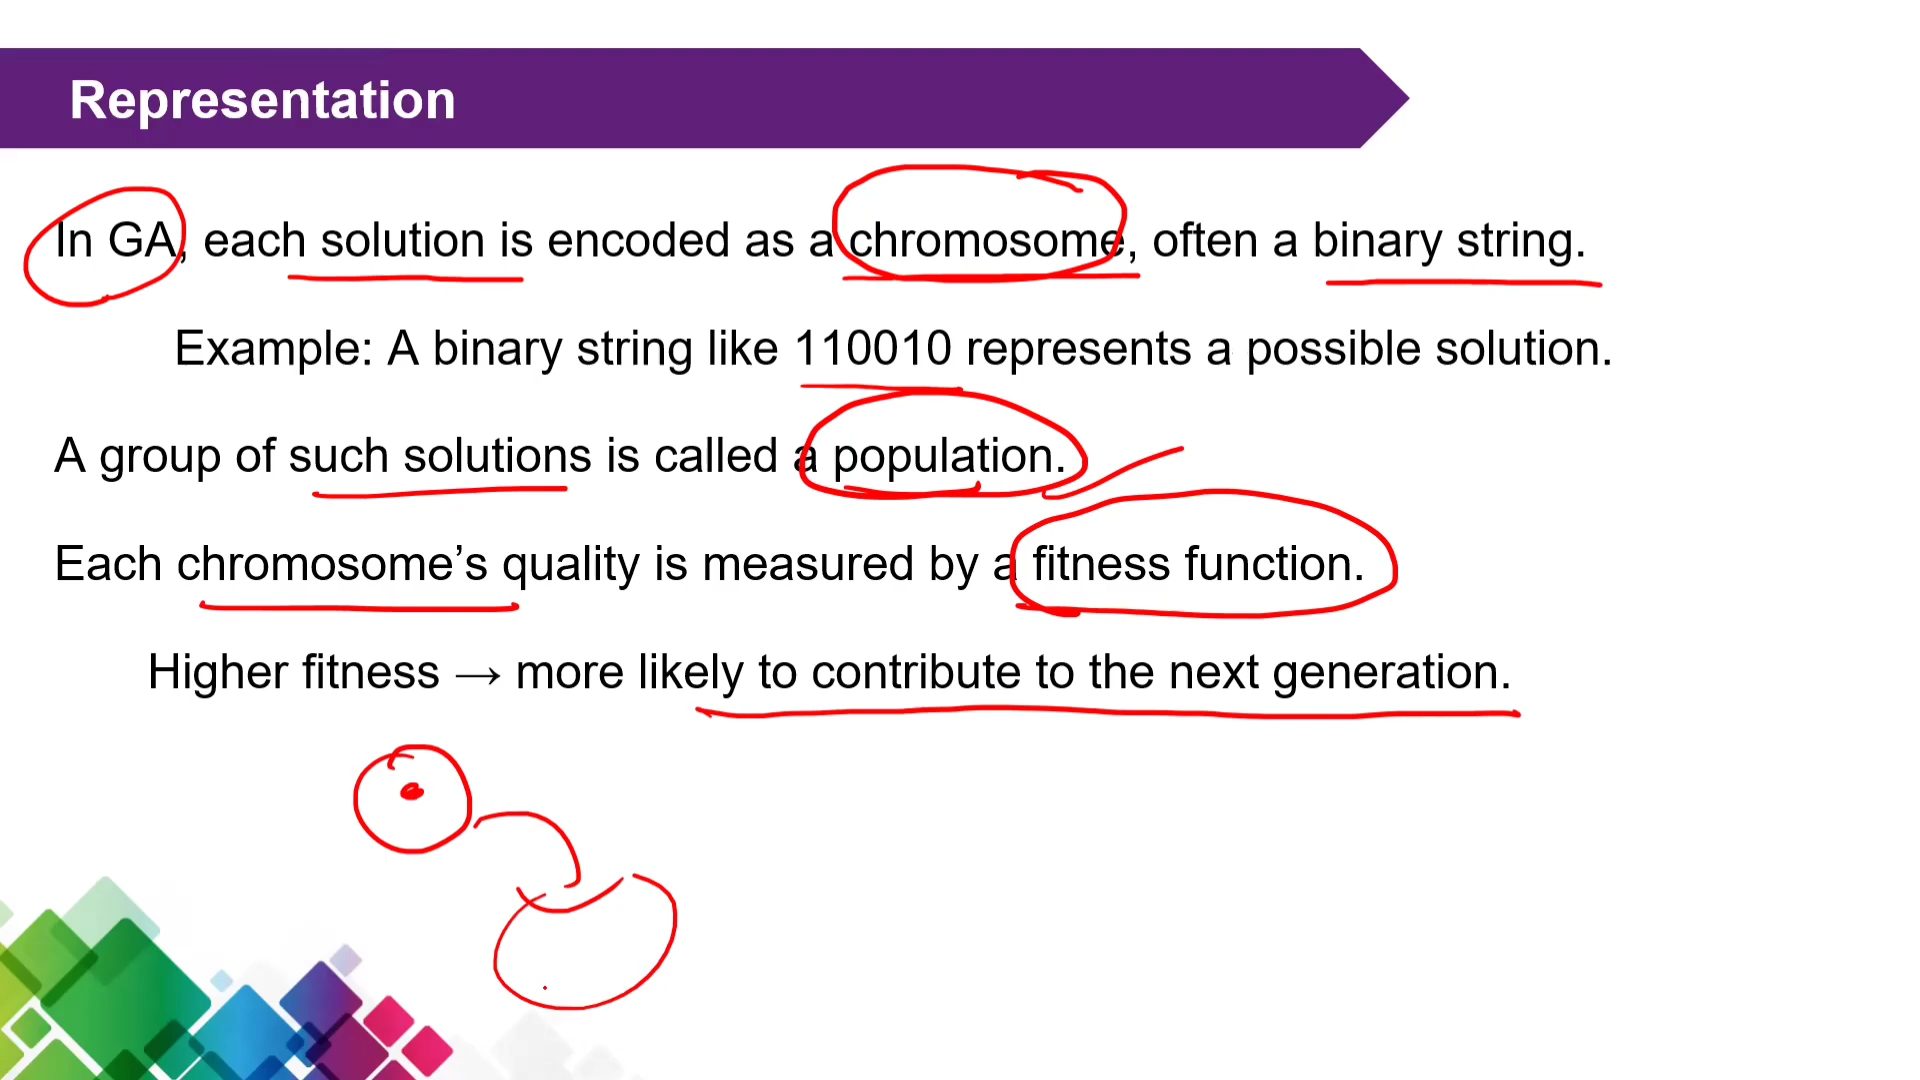 Representation
In GA, each solution is encoded as a chromosome, often a binary string.
Example: A binary string like 110010 represents a possible solution.
A group of such solutions is called a population.
Each chromosome’s quality is measured by a fitness function.
Higher fitness → more likely to contribute to the next generation.